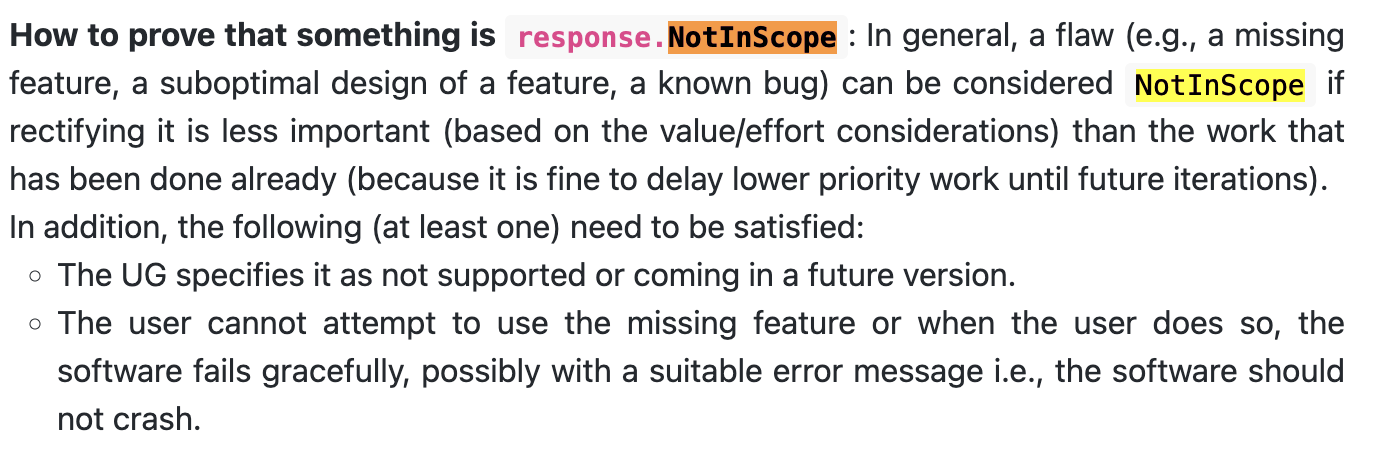 How to prove that something is response.NotInScope : In general, a flaw (e.g., a missing
feature, a suboptimal design of a feature, a known bug) can be considered NotInScope if
rectifying it is less important (based on the value/effort considerations) than the work that
has been done already (because it is fine to delay lower priority work until future iterations).
In addition, the following (at least one) need to be satisfied:
○ The UG specifies it as not supported or coming in a future version.
○ The user cannot attempt to use the missing feature or when the user does so, the
software fails gracefully, possibly with a suitable error message i.e., the software should
not crash.